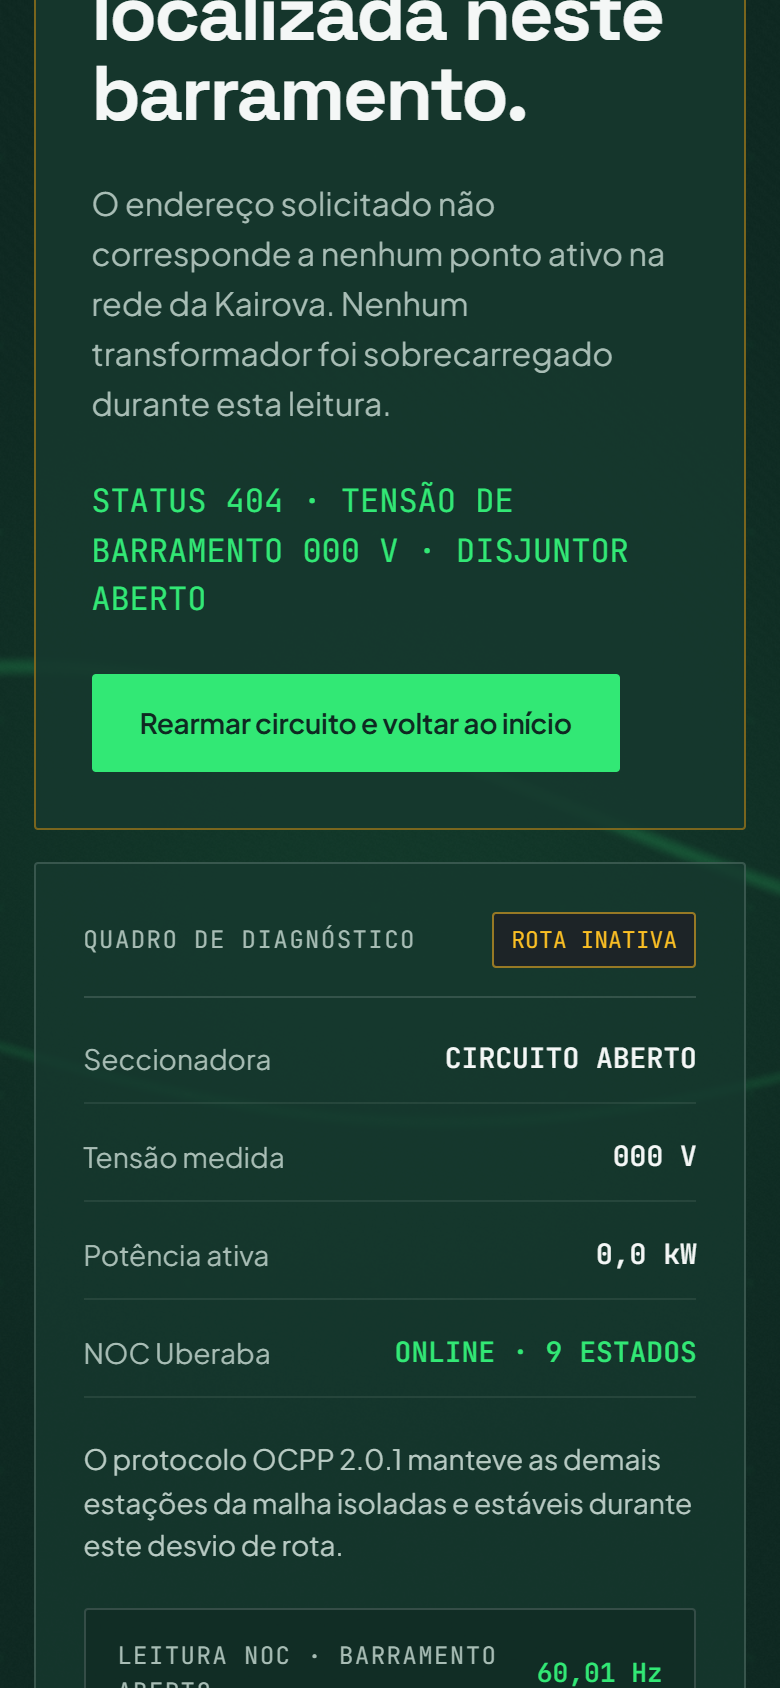 localizada neste
barramento.
O endereço solicitado não
corresponde a nenhum ponto ativo na
rede da Kairova. Nenhum
transformador foi sobrecarregado
durante esta leitura.
STATUS 404 · TENSÃO DE
BARRAMENTO 000 V · DISJUNTOR
ABERTO
Rearmar circuito e voltar ao início
QUADRO DE DIAGNÓSTICO
ROTA INATIVA
Seccionadora
CIRCUITO ABERTO
Tensão medida
000 V
Potência ativa
0,0 kW
NOC Uberaba
ONLINE · 9 ESTADOS
O protocolo OCPP 2.0.1 manteve as demais
estações da malha isoladas e estáveis durante
este desvio de rota.
LEITURA NOC · BARRAMENTO
ABERTO
60,01 Hz